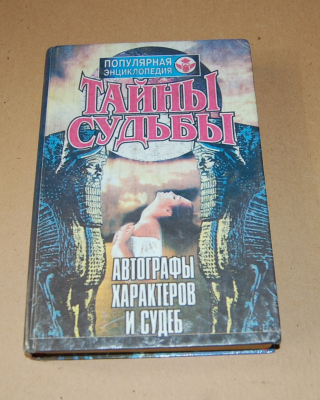 ПОПУЛЯРНАЯ
ЭНЦИКЛОПЕДИЯ
ТАЙНЫ
СУДЬБЫ
АВТОГРАФЫ
ХАРАКТЕРОВ
И СУДЕБ